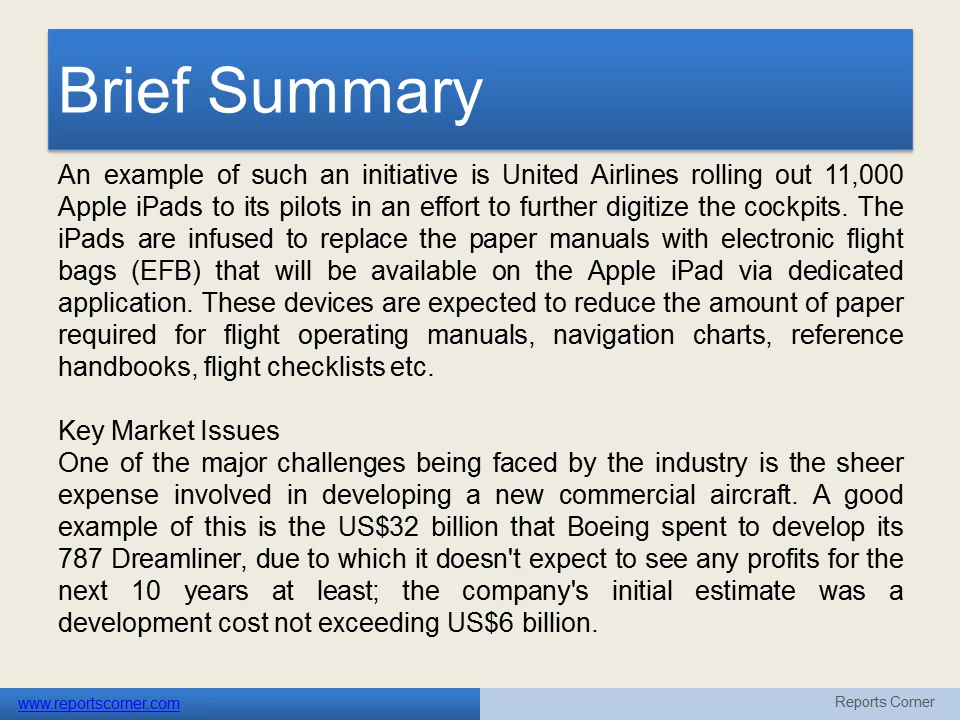 Brief Summary
An example of such an initiative is United Airlines rolling out 11,000
Apple iPads to its pilots in an effort to further digitize the cockpits. The
iPads are infused to replace the paper manuals with electronic flight
bags (EFB) that will be available on the Apple iPad via dedicated
application. These devices are expected to reduce the amount of paper
required for flight operating manuals, navigation charts, reference
handbooks, flight checklists etc.
Key Market Issues
One of the major challenges being faced by the industry is the sheer
expense involved in developing a new commercial aircraft. A good
example of this is the US$32 billion that Boeing spent to develop its
787 Dreamliner, due to which it doesn't expect to see any profits for the
next 10 years at least; the company's initial estimate was a
development cost not exceeding US$6 billion.
www.reportscorner.com
Reports Corner